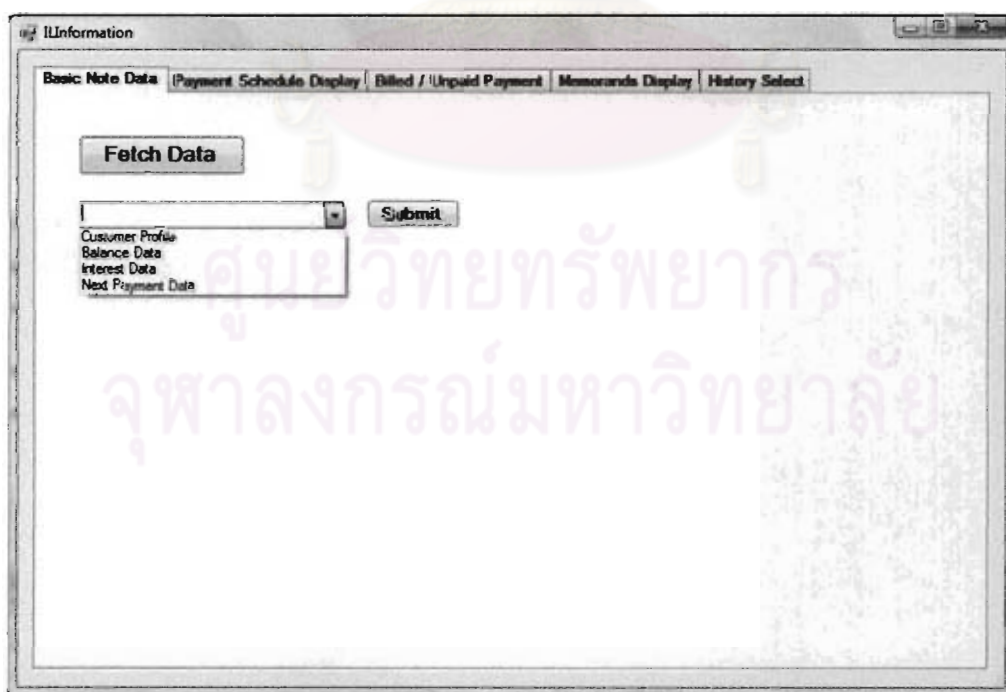 ILInformation
Basic Note Data Payment Schedule Display Billed / Unpaid Payment Memorands Display History Select
Fetch Data
Submit
Customer Profile
Balance Data
Interest Data
Next Payment Data
ศูนย์วิทยทรัพยากร
จุฬาลงกรณ์มหาวิทยาลัย